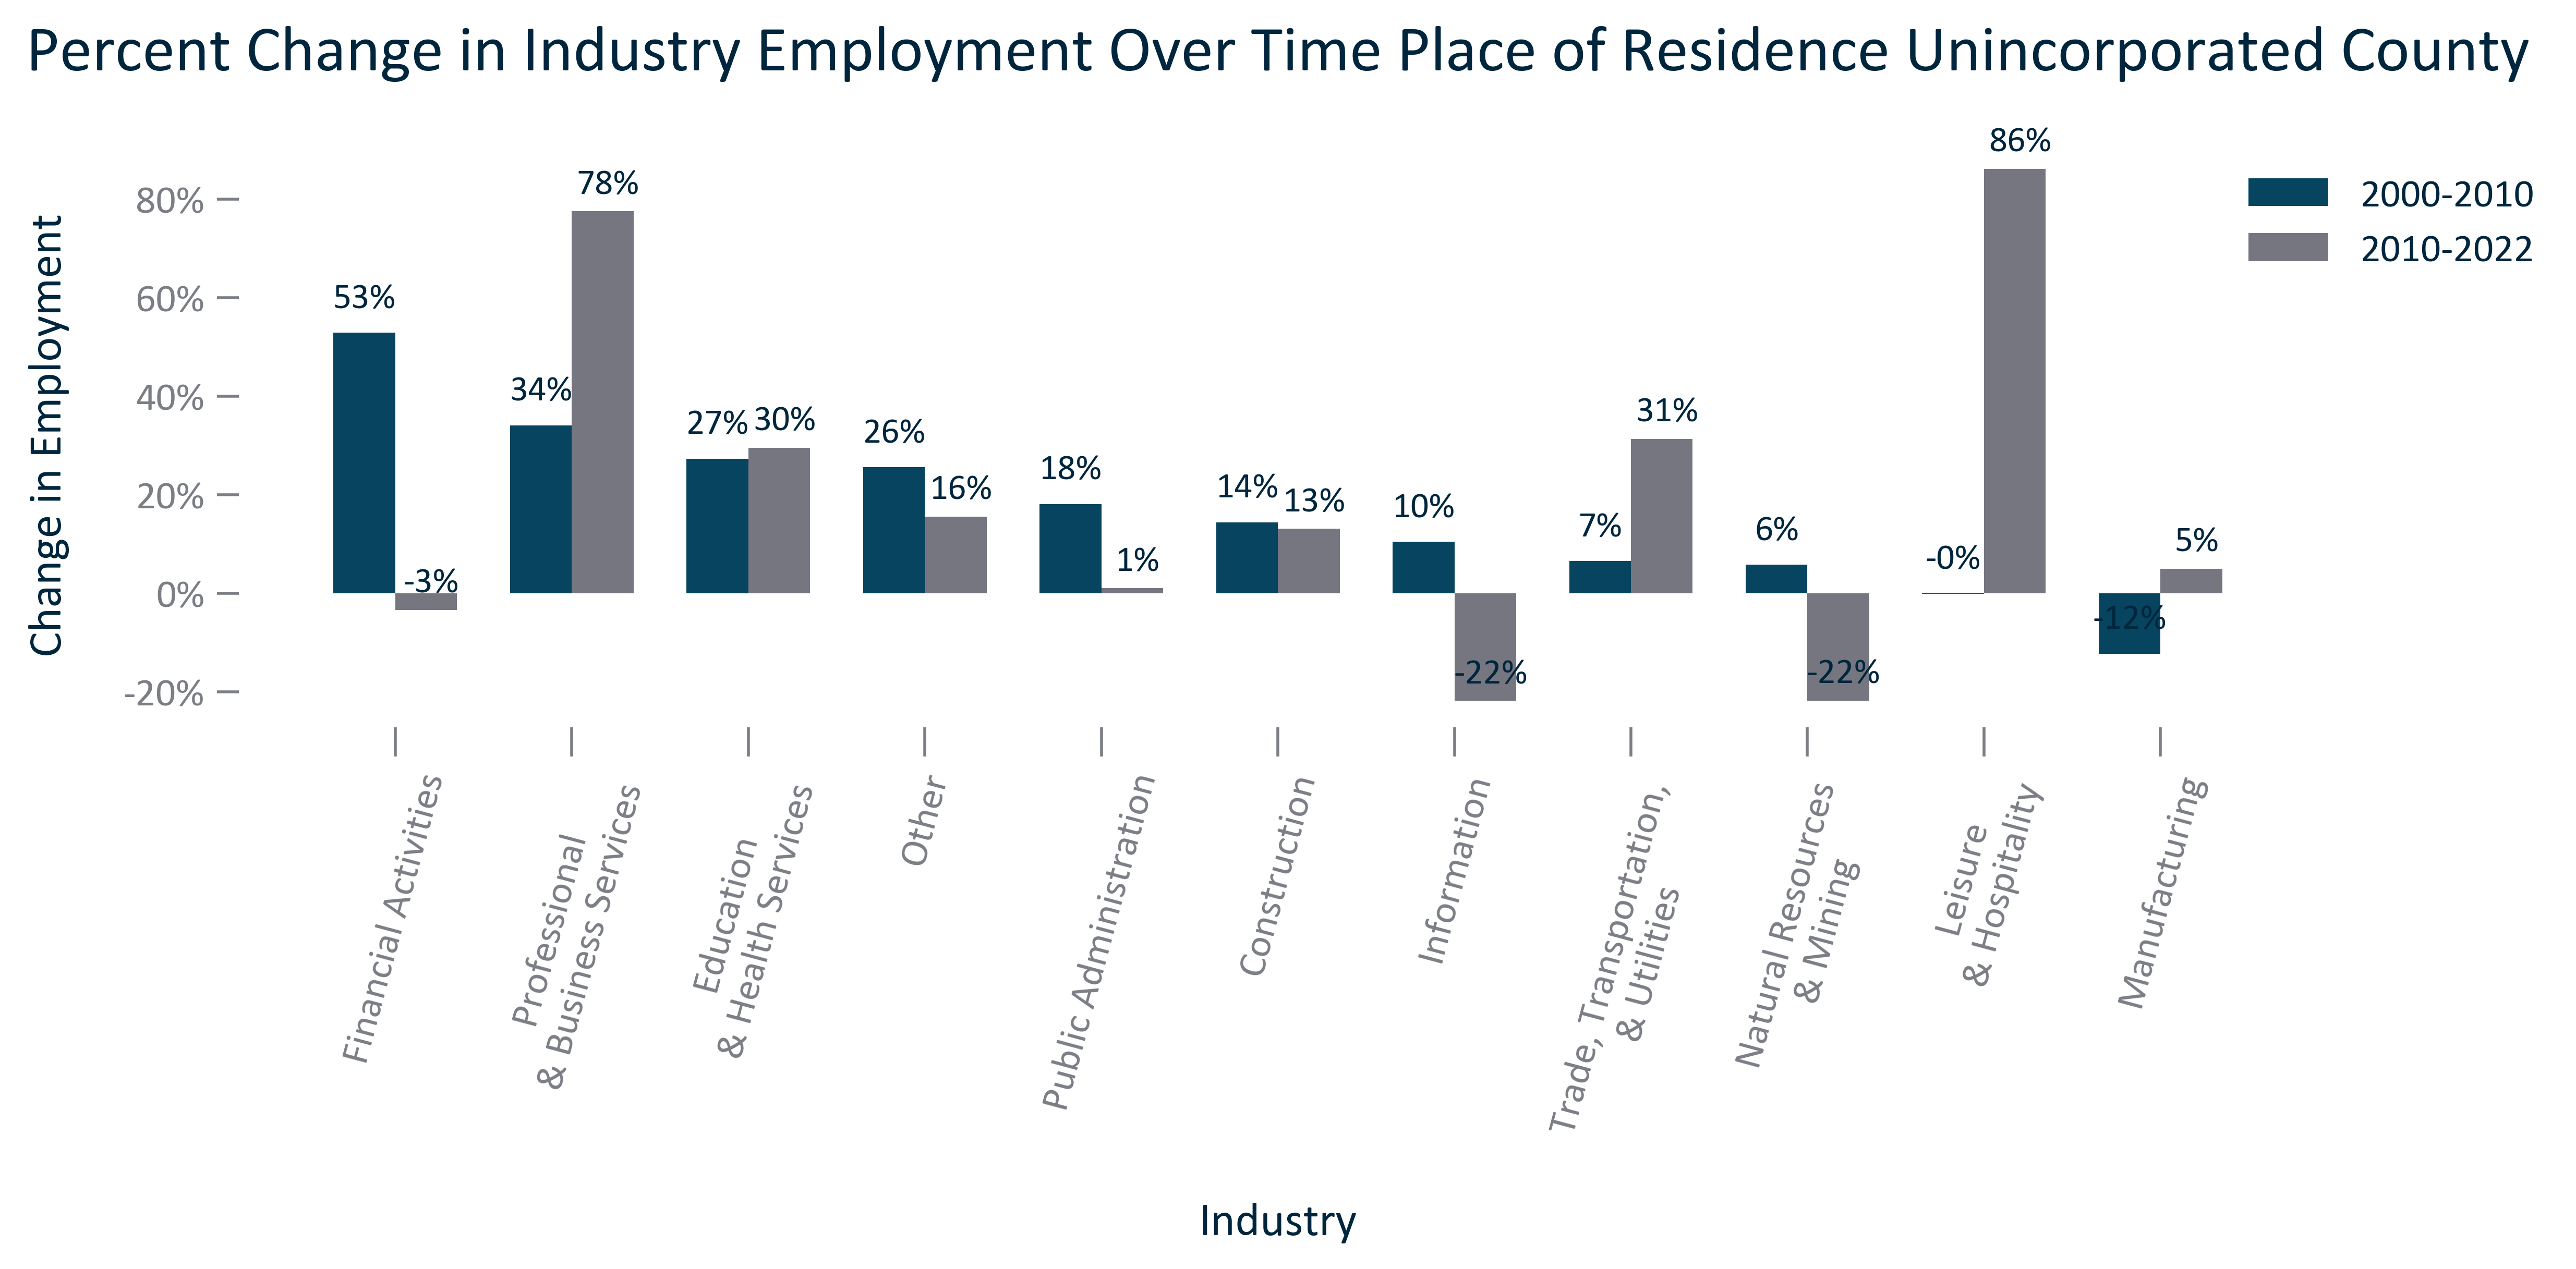 Percent Change in Industry Employment Over Time Place of Residence Unincorporated County
Change in Employment
80%
60%
40%
20%
0%
-20%
53%
-3%
34%
78%
27%
30%
26%
16%
18%
1%
14%
13%
10%
-22%
7%
31%
6%
-22%
-0%
86%
-12%
5%
2000-2010
2010-2022
Financial Activities
Professional
& Business Services
Education
& Health Services
Other
Public Administration
Construction
Information
Trade, Transportation,
& Utilities
Natural Resources
& Mining
Leisure
& Hospitality
Manufacturing
Industry